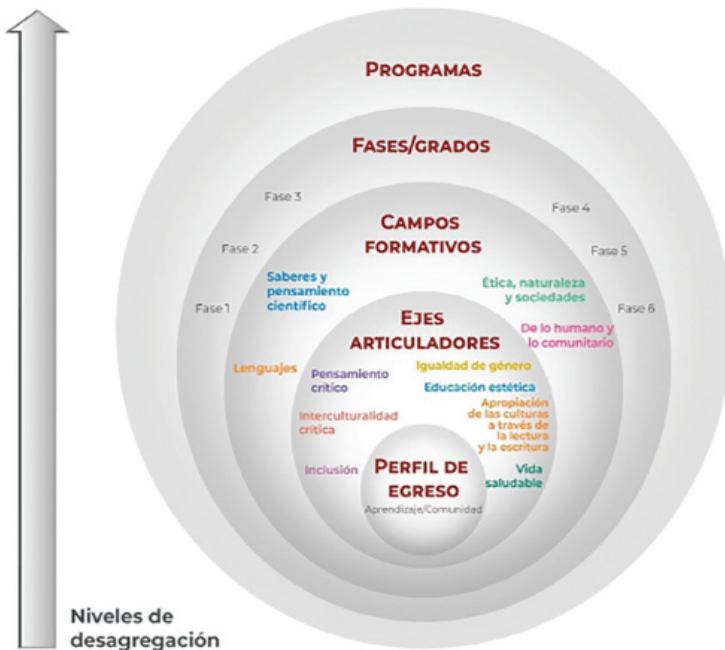 PROGRAMAS
FASES/GRADOS
Fase 3
Fase 4
Fase 2
Fase 5
Fase 1
Fase 6
CAMPOS
FORMATIVOS
Saberes y
pensamiento
científico
Ética, naturaleza
y sociedades
De lo humano y
lo comunitario
Lenguajes
EJES
ARTICULADORES
Igualdad de género
Pensamiento
crítico
Educación estética
Interculturalidad
crítica
Apropiación
de las culturas
a través de
la lectura
y la escritura
Inclusión
Vida
saludable
PERFIL DE
EGRESO
Aprendizaje/Comunidad
Niveles de
desagregación